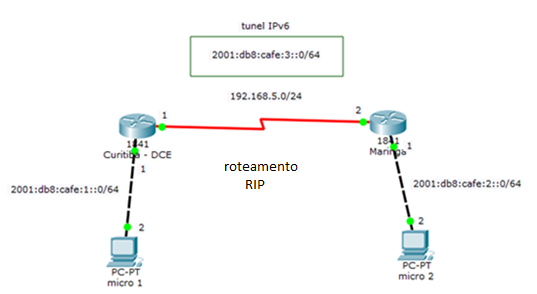 tunel IPv6
2001:db8:cafe:3::0/64
192.168.5.0/24
1
2
1841
Curitiba - DCE
1841
Maringa
1
1
roteamento
RIP
2001:db8:cafe:1::0/64
2001:db8:cafe:2::0/64
2
2
PC-PT
micro 1
PC-PT
micro 2